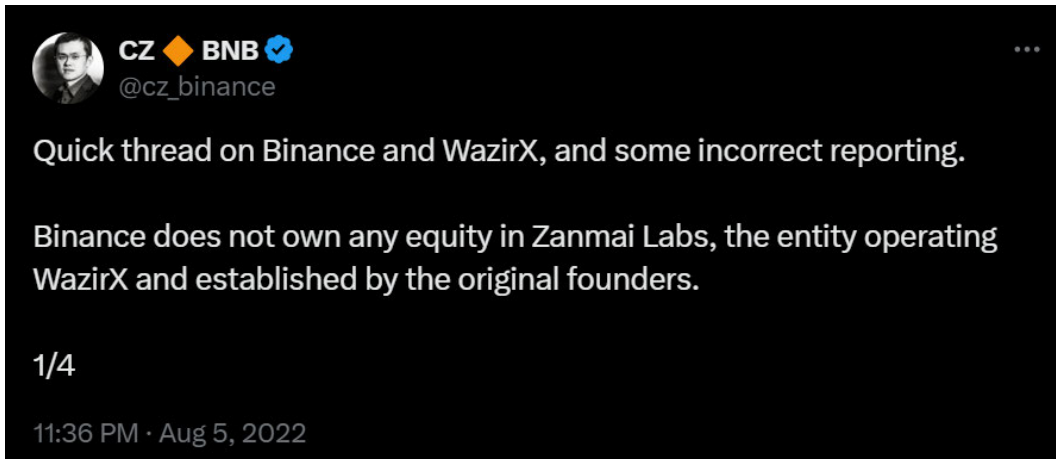 CZ 🔶 BNB
@cz_binance
Quick thread on Binance and WazirX, and some incorrect reporting.
Binance does not own any equity in Zanmai Labs, the entity operating
WazirX and established by the original founders.
1/4
11:36 PM · Aug 5, 2022